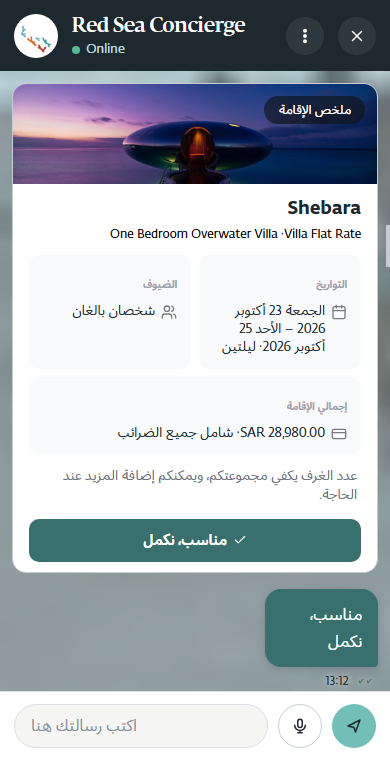 Red Sea Concierge
Online
ملخص الإقامة
Shebara
One Bedroom Overwater Villa ·Villa Flat Rate
التواريخ
الجمعة 23 أكتوبر
2026 – الأحد 25
أكتوبر 2026· ليلتين
الضيوف
شخصان بالغان
إجمالي الإقامة
SAR 28,980.00· شامل جميع الضرائب
عدد الغرف يكفي مجموعتكم، ويمكنكم إضافة المزيد عند
الحاجة.
مناسب، نكمل
مناسب،
نكمل
13:12
اكتب رسالتك هنا